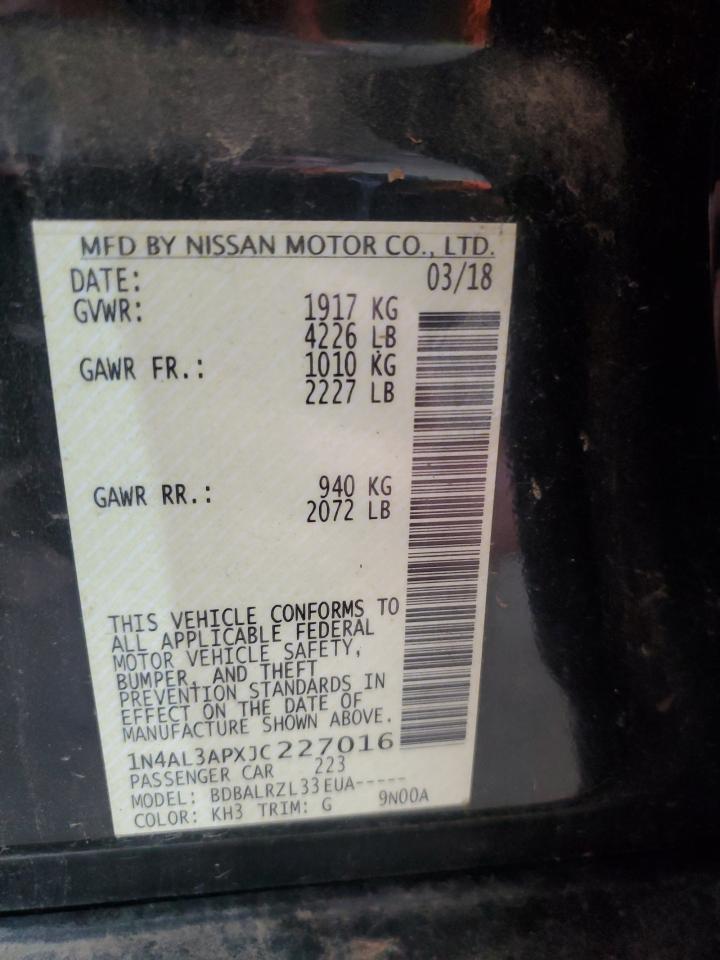 MFD BY NISSAN MOTOR CO., LTD.
DATE: 03/18
GVWR: 1917 KG
4226 LB
GAWR FR.: 1010 KG
2227 LB
GAWR RR.: 940 KG
2072 LB
THIS VEHICLE CONFORMS TO
ALL APPLICABLE FEDERAL
MOTOR VEHICLE SAFETY,
BUMPER, AND THEFT
PREVENTION STANDARDS IN
EFFECT ON THE DATE OF
MANUFACTURE SHOWN ABOVE.
1N4AL3APXJC227016
PASSENGER CAR 223
MODEL: BDBALRZL33EUA-----
COLOR: KH3 TRIM: G 9N00A